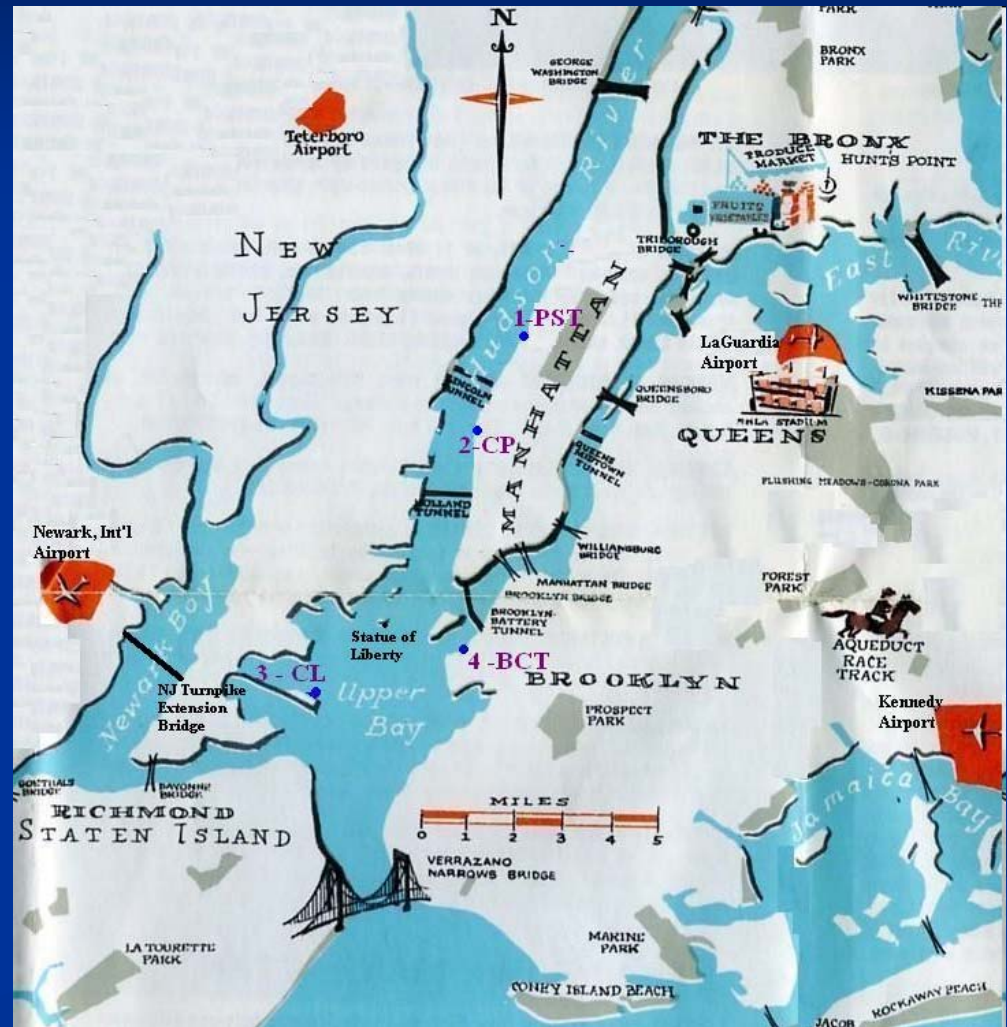 N
PARK
BRONX
PARK
GEORGE
WASHINGTON
BRIDGE
Hudson River
Teterboro
Airport
THE BRONX
PRODUCE
MARKET
HUNT'S POINT
FRUITS
VEGETABLES
TRIBOROUGH
BRIDGE
East River
WHITESTONE
BRIDGE
NEW
JERSEY
MANHATTAN
1-PST
LaGuardia
Airport
LINCOLN
TUNNEL
QUEENSBORO
BRIDGE
KISSENA PAR
STADIUM
2-CP
QUEENS
QUEENS
MIDTOWN
TUNNEL
HOLLAND
TUNNEL
MEADOWS-CORONA PARK
Newark, Int'l
Airport
WILLIAMSBURG
BRIDGE
MANHATTAN BRIDGE
BROOKLYN BRIDGE
FOREST
PARK
BROOKLYN-
BATTERY
TUNNEL
Newark Bay
Statue of
Liberty
AQUEDUCT
RACE
TRACK
3 - CL
4 -BCT
BROOKLYN
NJ Turnpike
Extension
Bridge
Upper
Bay
PROSPECT
PARK
Kennedy
Airport
GOETHALS
BRIDGE
BAYONNE
BRIDGE
Jamaica Bay
RICHMOND
STATEN ISLAND
MILES
0 1 2 3 4 5
VERRAZANO
NARROWS BRIDGE
LA TOURETTE
PARK
MARINE
PARK
CONEY ISLAND BEACH
ROCKAWAY BEACH
JACOB